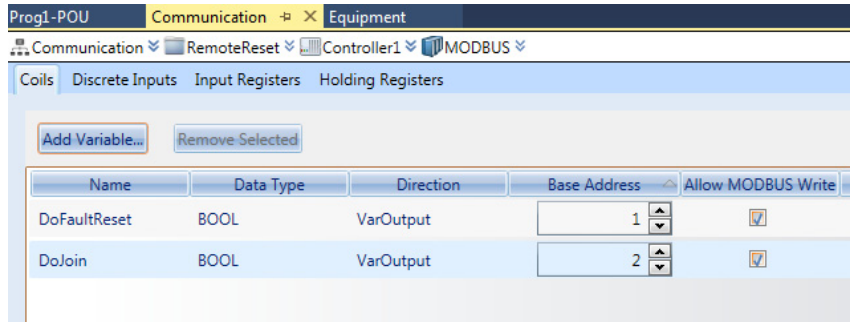 Prog1-POU Communication Equipment
Communication RemoteReset Controller1 MODBUS
Coils Discrete Inputs Input Registers Holding Registers
Add Variable... Remove Selected
Name Data Type Direction Base Address Allow MODBUS Write
DoFaultReset BOOL VarOutput 1
DoJoin BOOL VarOutput 2